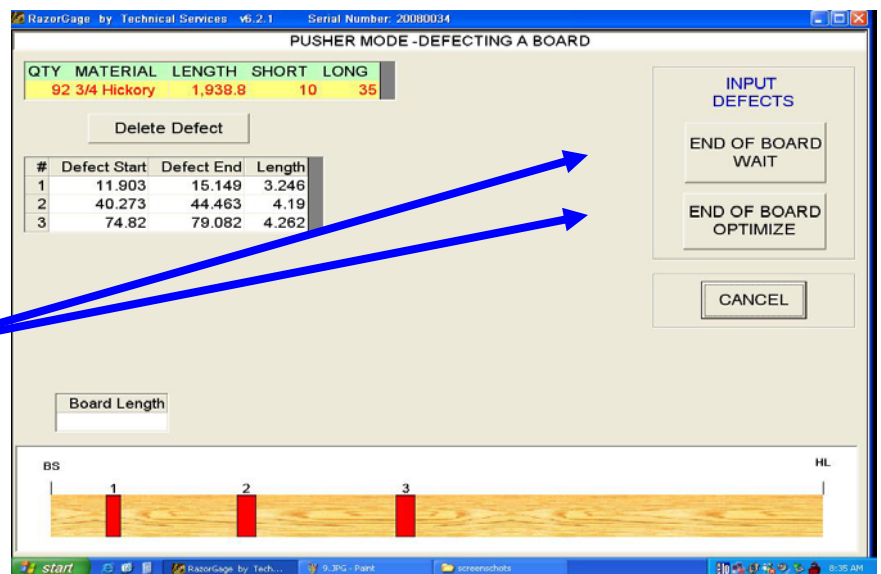 RazorGage by Technical Services v6.2.1 Serial Number: 20080034
PUSHER MODE -DEFECTING A BOARD
QTY MATERIAL LENGTH SHORT LONG
92 3/4 Hickory 1,938.8 10 35
Delete Defect
# Defect Start Defect End Length
1 11.903 15.149 3.246
2 40.273 44.463 4.19
3 74.82 79.082 4.262
INPUT
DEFECTS
END OF BOARD
WAIT
END OF BOARD
OPTIMIZE
CANCEL
Board Length
BS HL
1 2 3
start RazorGage by Tech... 9.JPG - Paint screenschots 8:35 AM